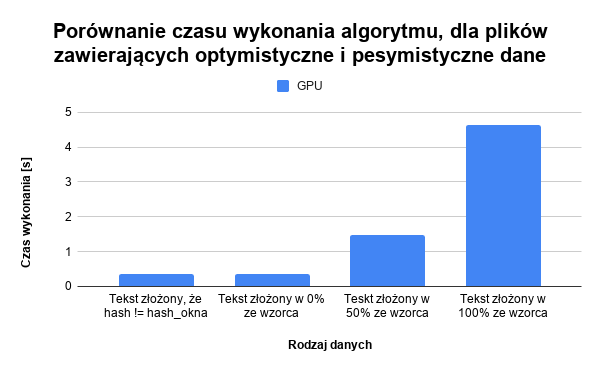 Porównanie czasu wykonania algorytmu, dla plików
zawierających optymistyczne i pesymistyczne dane
GPU
Czas wykonania [s]
5
4
3
2
1
0
Tekst złożony, że
hash != hash_okna
Tekst złożony w 0%
ze wzorca
Teskt złożony w
50% ze wzorca
Tekst złożony w
100% ze wzorca
Rodzaj danych